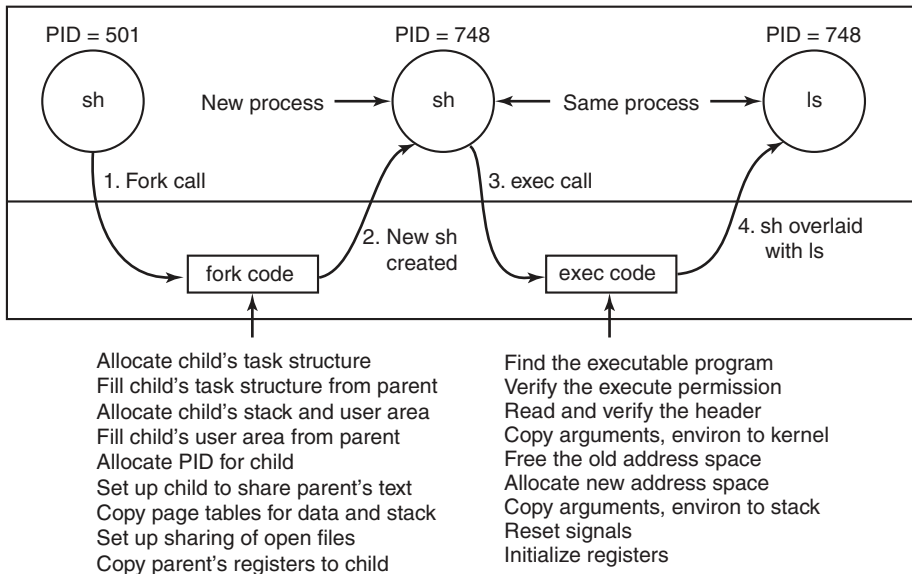 PID = 501
PID = 748
PID = 748
sh
New process
sh
Same process
ls
1. Fork call
3. exec call
2. New sh
created
4. sh overlaid
with ls
fork code
exec code
Allocate child's task structure
Fill child's task structure from parent
Allocate child's stack and user area
Fill child's user area from parent
Allocate PID for child
Set up child to share parent's text
Copy page tables for data and stack
Set up sharing of open files
Copy parent's registers to child
Find the executable program
Verify the execute permission
Read and verify the header
Copy arguments, environ to kernel
Free the old address space
Allocate new address space
Copy arguments, environ to stack
Reset signals
Initialize registers